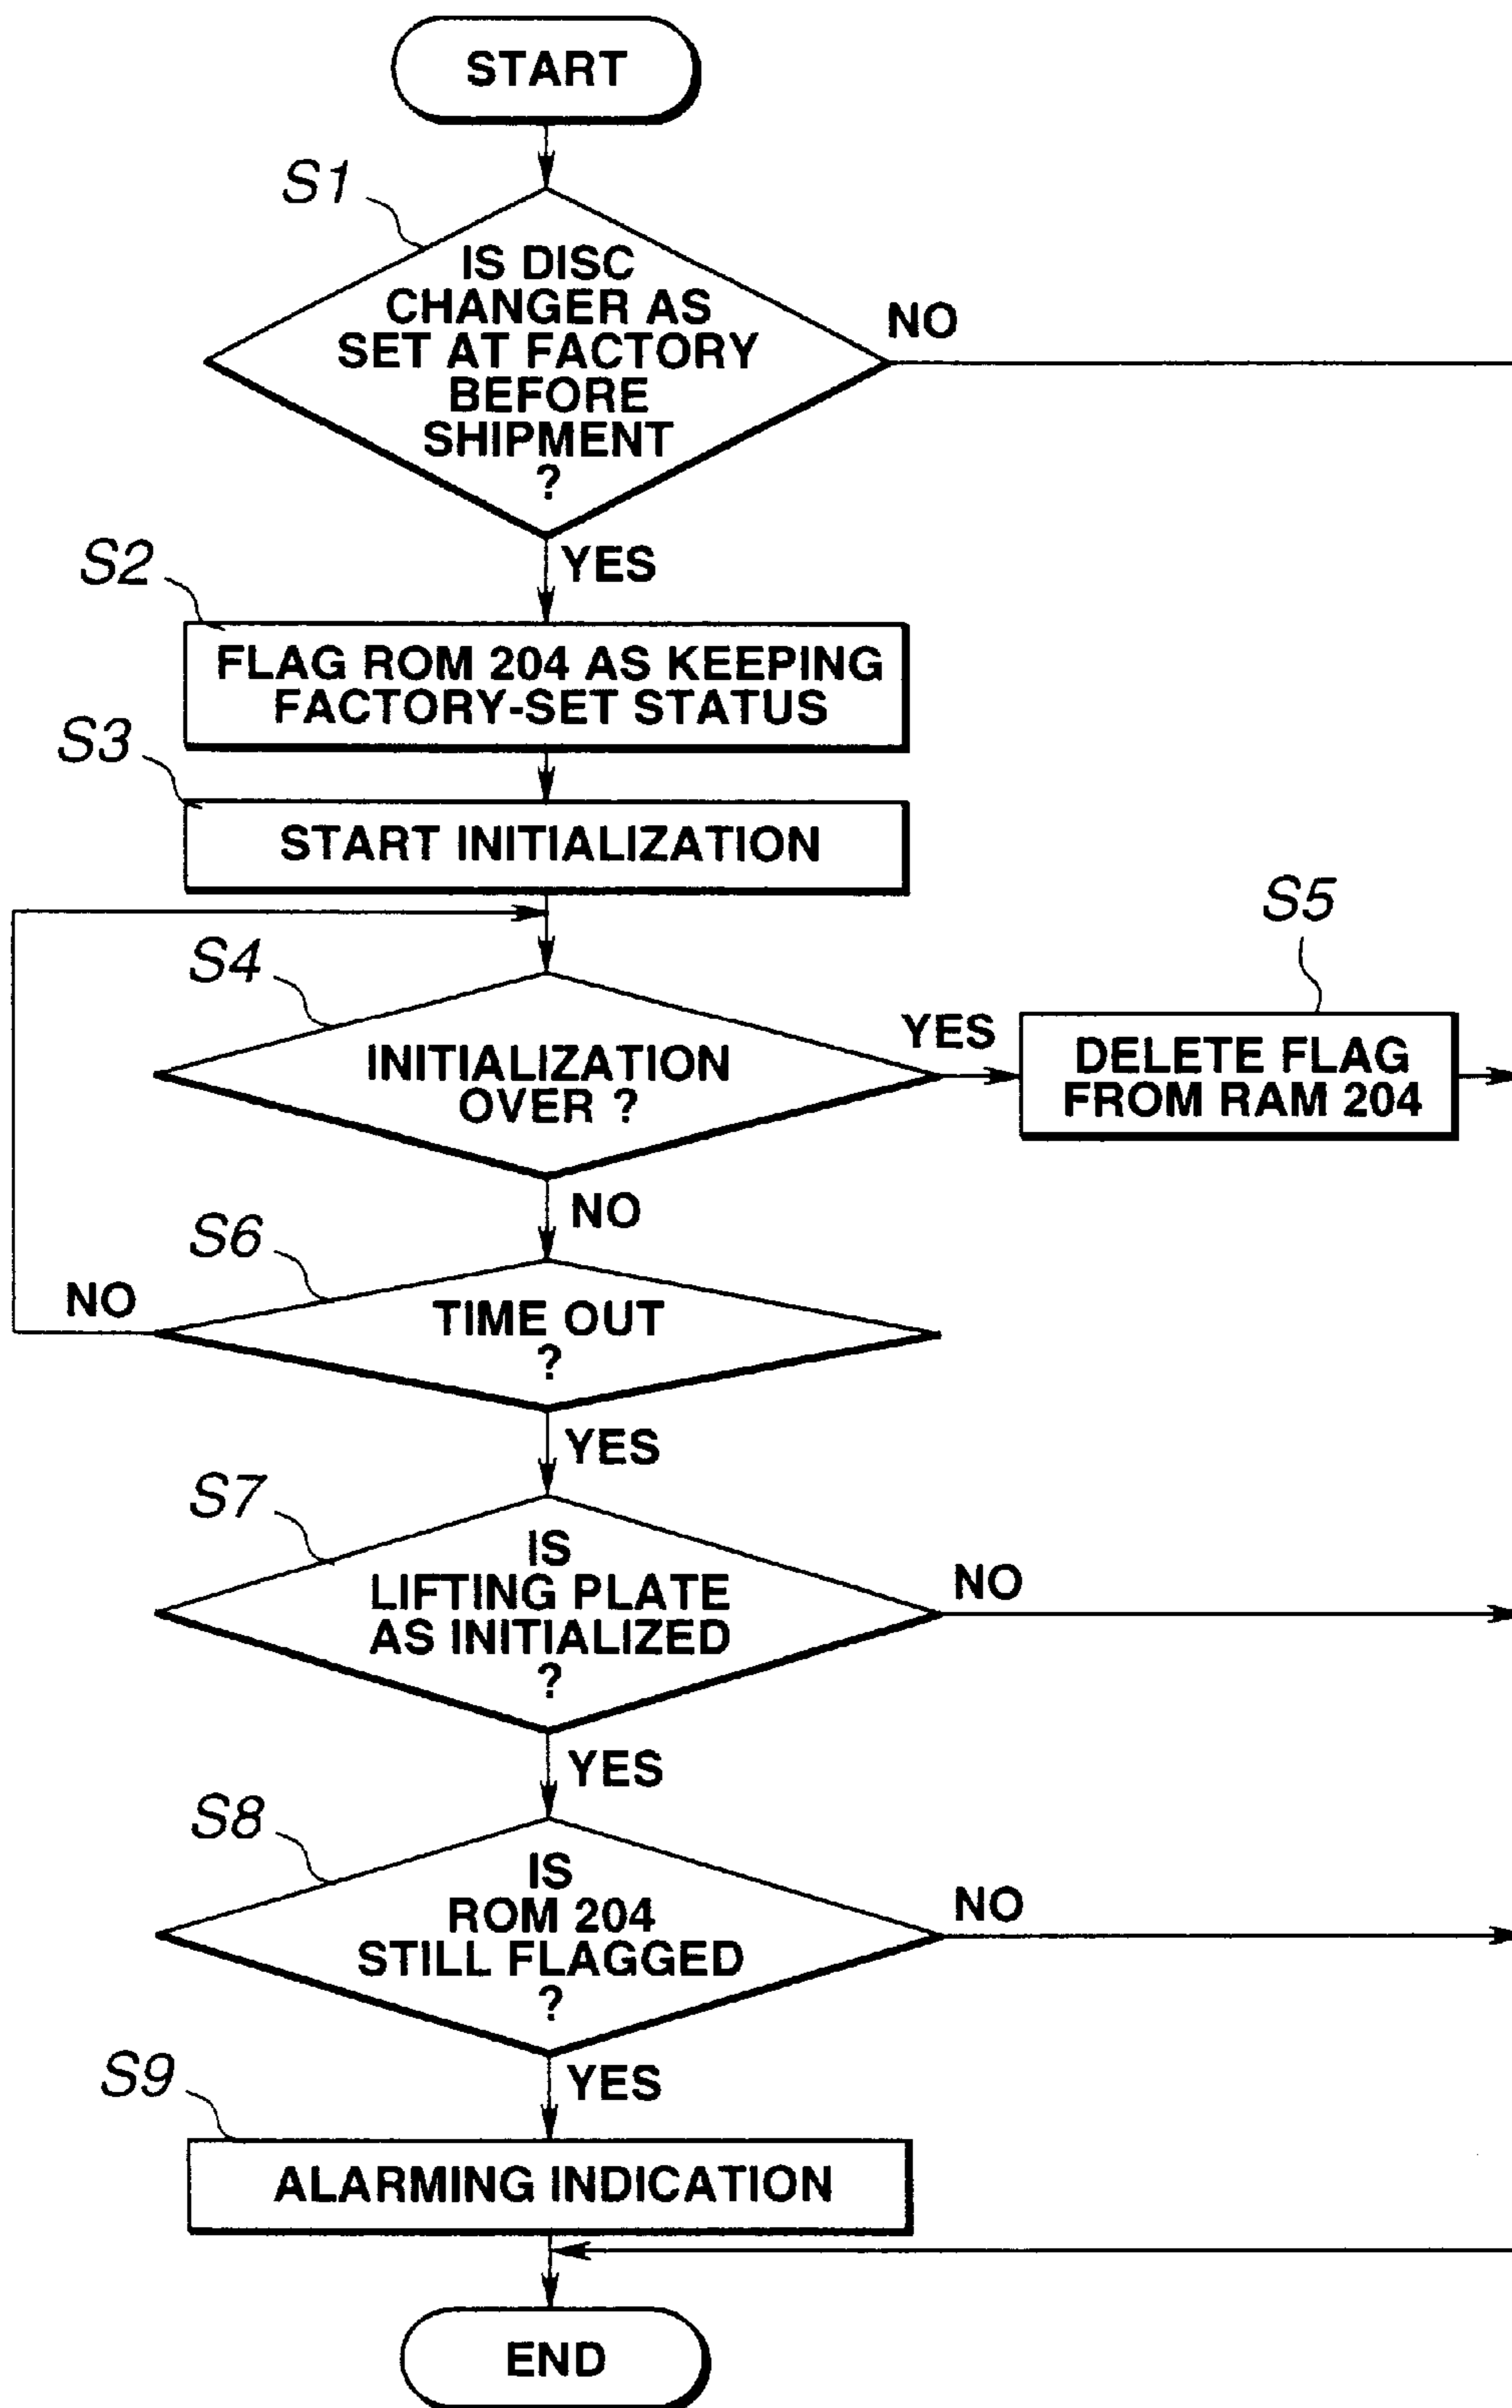 START
S1
IS DISC
CHANGER AS
SET AT FACTORY
BEFORE
SHIPMENT
?
NO
YES
S2
FLAG ROM 204 AS KEEPING
FACTORY-SET STATUS
S3
START INITIALIZATION
S4
INITIALIZATION
OVER ?
YES
S5
DELETE FLAG
FROM RAM 204
NO
S6
TIME OUT
?
NO
YES
S7
IS
LIFTING PLATE
AS INITIALIZED
?
NO
YES
S8
IS
ROM 204
STILL FLAGGED
?
NO
YES
S9
ALARMING INDICATION
END